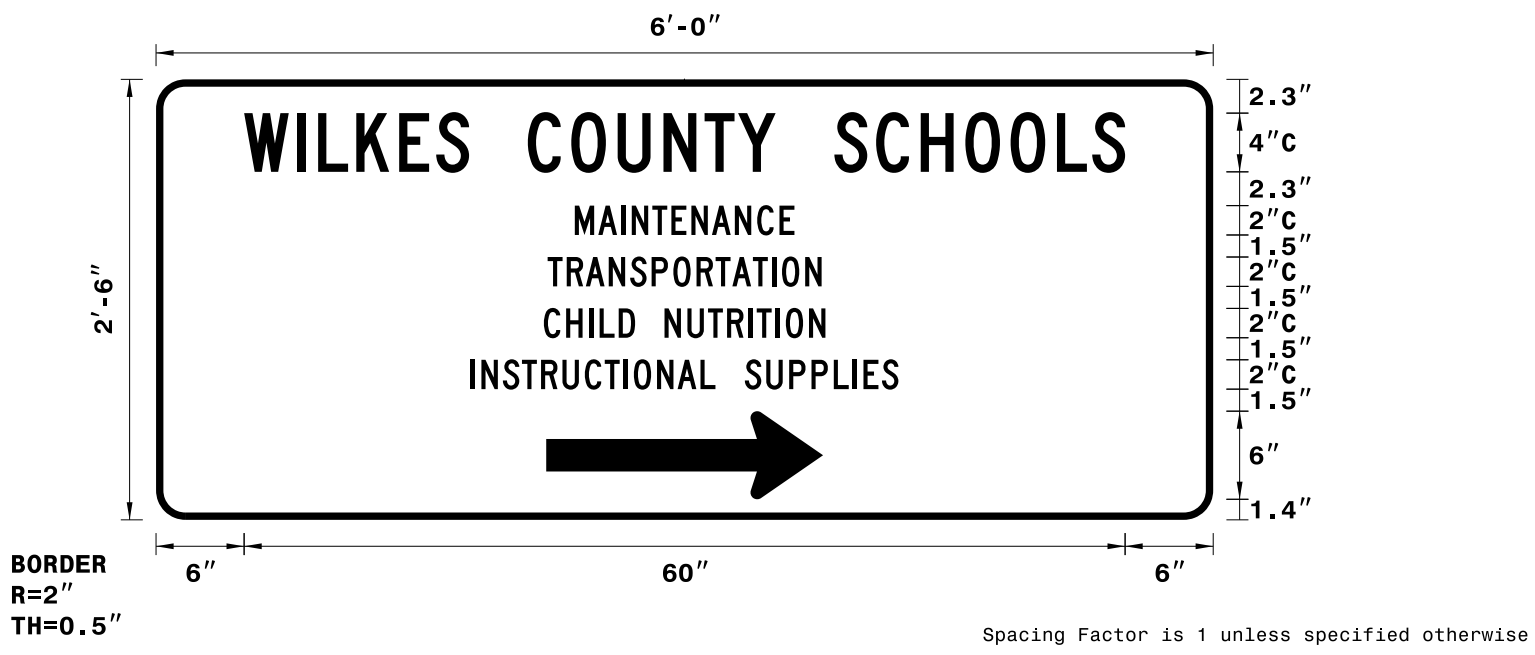 6'-0"
2'-6"
WILKES COUNTY SCHOOLS
MAINTENANCE
TRANSPORTATION
CHILD NUTRITION
INSTRUCTIONAL SUPPLIES
2.3"
4"C
2.3"
2"C
1.5"
2"C
1.5"
2"C
1.5"
2"C
1.5"
6"
1.4"
6"
60"
6"
BORDER
R=2"
TH=0.5"
Spacing Factor is 1 unless specified otherwise